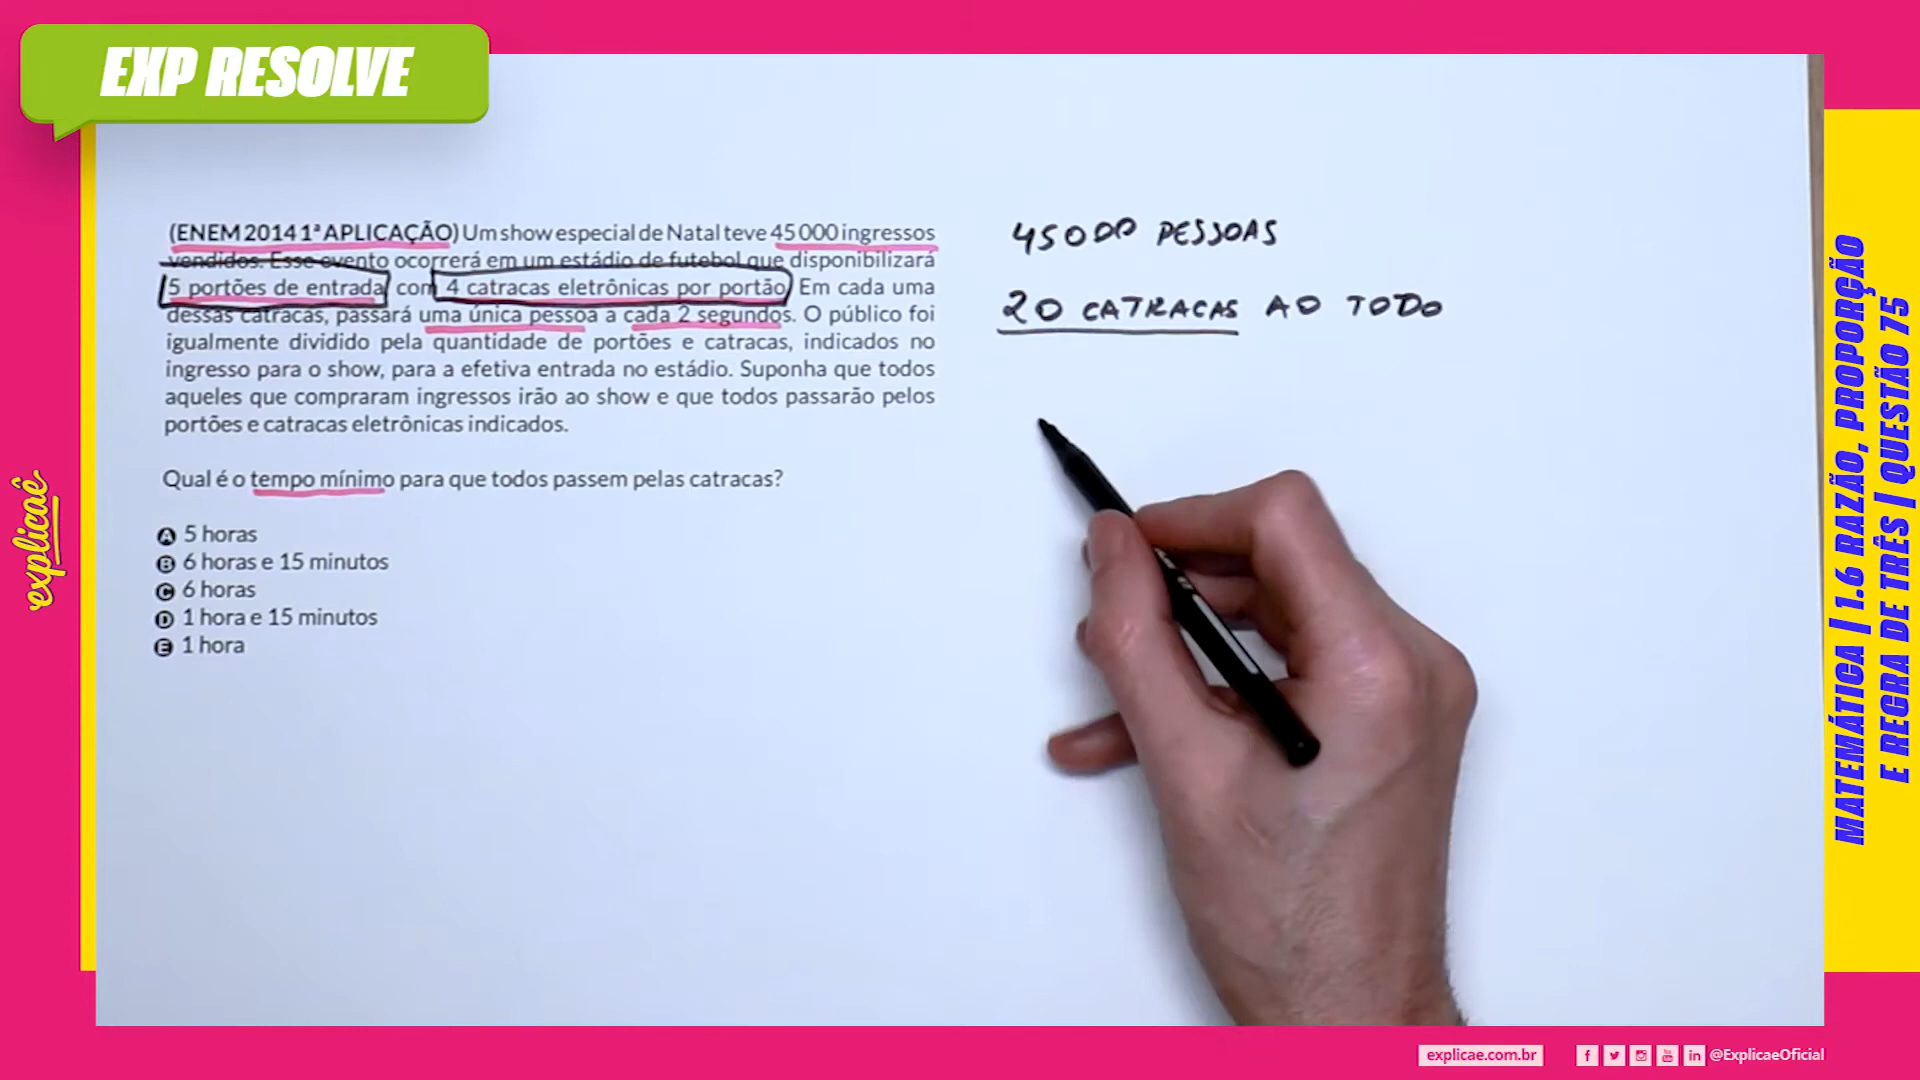 EXP RESOLVE
(ENEM 2014 1ª APLICAÇÃO) Um show especial de Natal teve 45 000 ingressos
vendidos. Esse evento ocorrerá em um estádio de futebol que disponibilizará
5 portões de entrada com 4 catracas eletrônicas por portão. Em cada uma
dessas catracas, passará uma única pessoa a cada 2 segundos. O público foi
igualmente dividido pela quantidade de portões e catracas, indicados no
ingresso para o show, para a efetiva entrada no estádio. Suponha que todos
aqueles que compraram ingressos irão ao show e que todos passarão pelos
portões e catracas eletrônicas indicados.
Qual é o tempo mínimo para que todos passem pelas catracas?
A 5 horas
B 6 horas e 15 minutos
C 6 horas
D 1 hora e 15 minutos
E 1 hora
45000 PESSOAS
20 CATRACAS AO TODO
explicaê
MATEMÁTICA | 1.6 RAZÃO, PROPORÇÃO
E REGRA DE TRÊS | QUESTÃO 75
explicae.com.br
@ExplicaeOficial